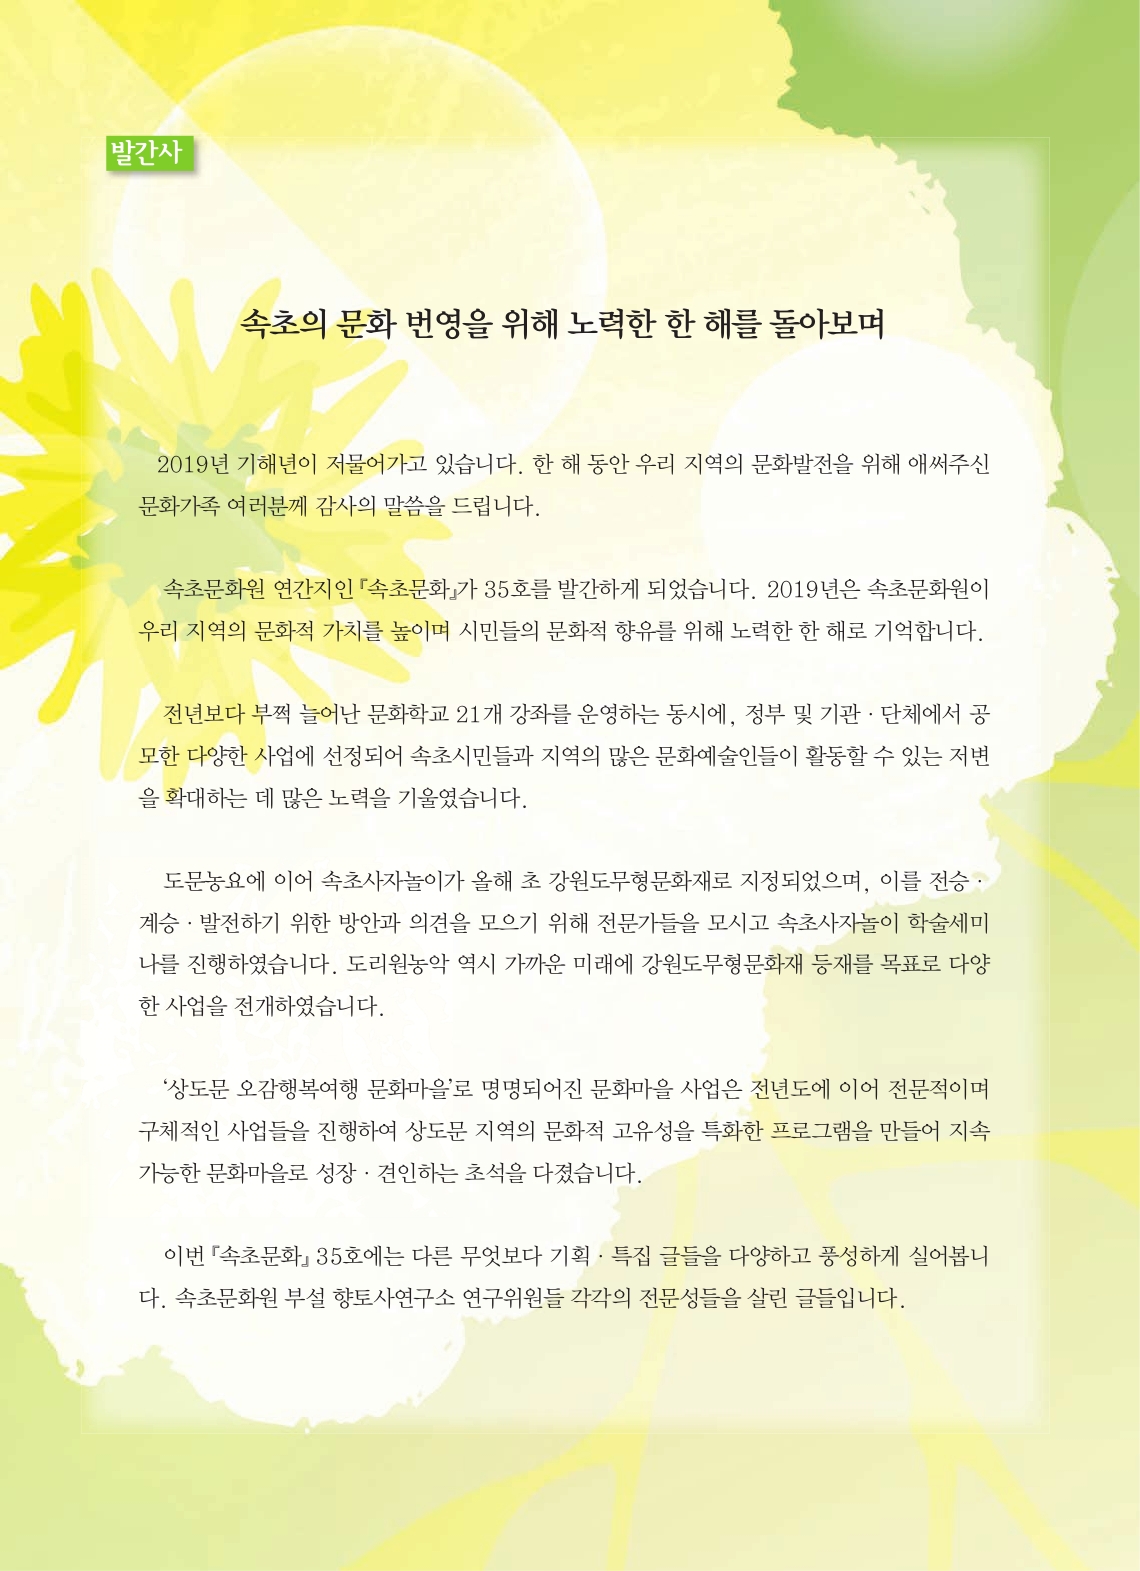 발간사
속초의 문화 번영을 위해 노력한 한 해를 돌아보며
2019년 기해년이 저물어가고 있습니다. 한 해 동안 우리 지역의 문화발전을 위해 애써주신
문화가족 여러분께 감사의 말씀을 드립니다.
속초문화원 연간지인『속초문화』가 35호를 발간하게 되었습니다. 2019년은 속초문화원이
우리 지역의 문화적 가치를 높이며 시민들의 문화적 향유를 위해 노력한 한 해로 기억합니다.
전년보다 부쩍 늘어난 문화학교 21개 강좌를 운영하는 동시에, 정부 및 기관·단체에서 공
모한 다양한 사업에 선정되어 속초시민들과 지역의 많은 문화예술인들이 활동할 수 있는 저변
을 확대하는 데 많은 노력을 기울였습니다.
도문농요에 이어 속초사자놀이가 올해 초 강원도무형문화재로 지정되었으며, 이를 전승·
계승·발전하기 위한 방안과 의견을 모으기 위해 전문가들을 모시고 속초사자놀이 학술세미
나를 진행하였습니다. 도리원농악 역시 가까운 미래에 강원도무형문화재 등재를 목표로 다양
한 사업을 전개하였습니다.
‘상도문 오감행복여행 문화마을’로 명명되어진 문화마을 사업은 전년도에 이어 전문적이며
구체적인 사업들을 진행하여 상도문 지역의 문화적 고유성을 특화한 프로그램을 만들어 지속
가능한 문화마을로 성장·견인하는 초석을 다졌습니다.
이번『속초문화』35호에는 다른 무엇보다 기획·특집 글들을 다양하고 풍성하게 실어봅니
다. 속초문화원 부설 향토사연구소 연구위원들 각각의 전문성들을 살린 글들입니다.